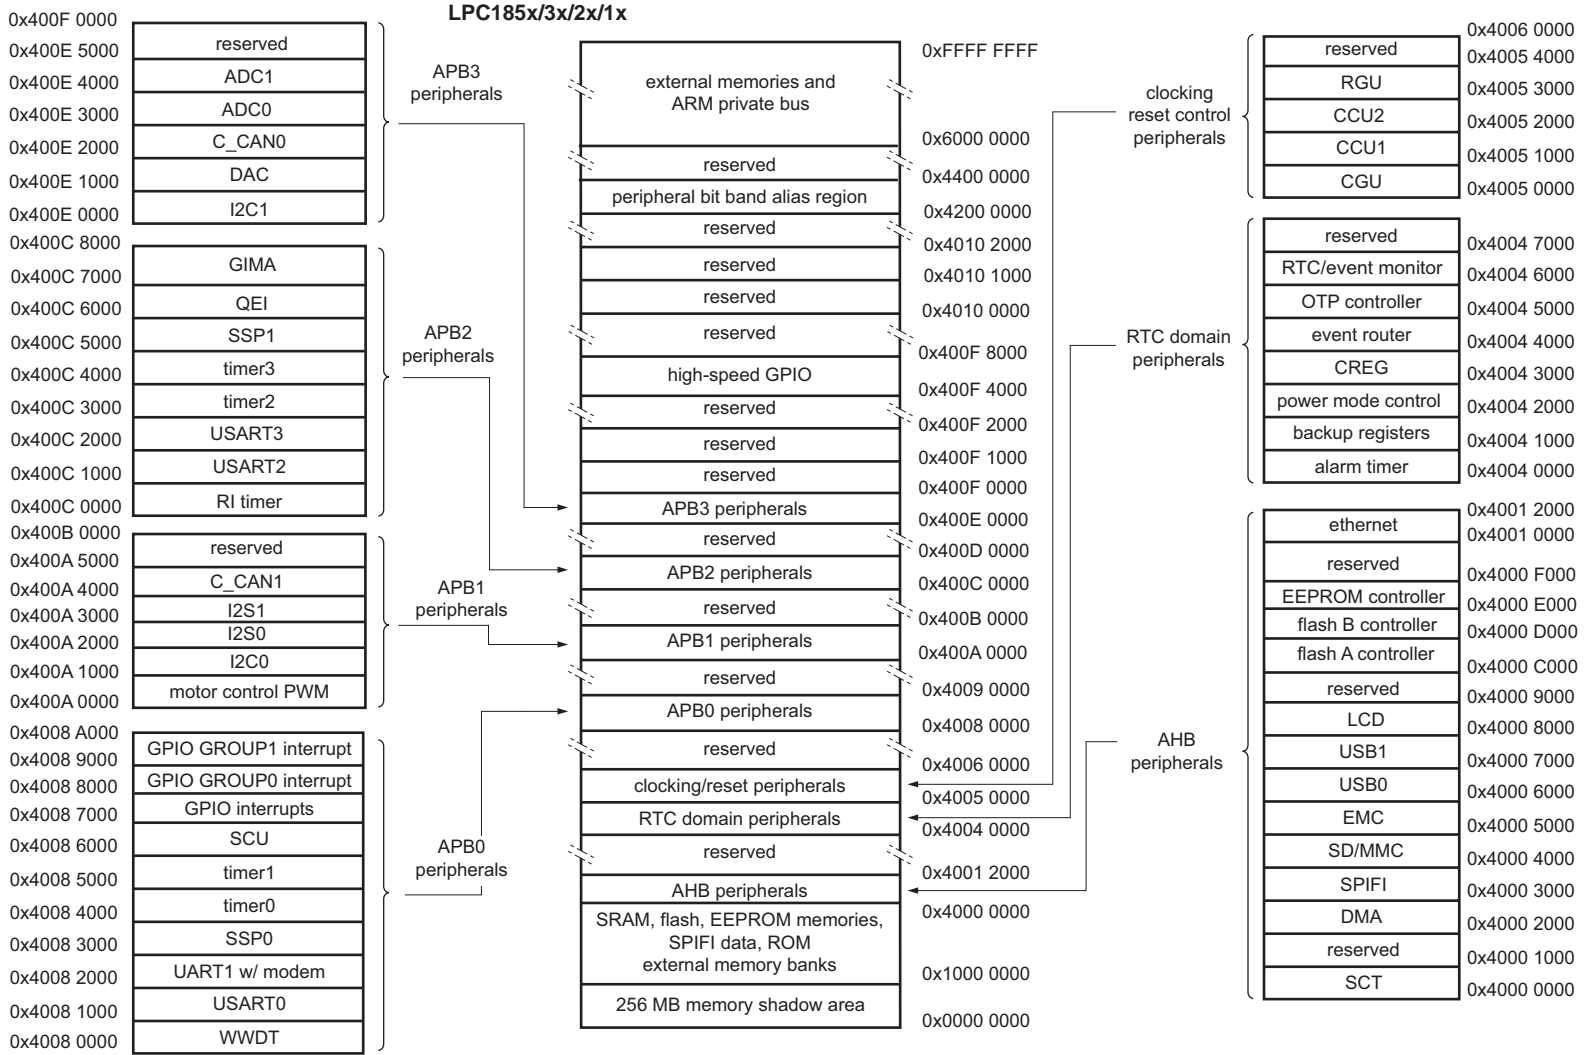 LPC185x/3x/2x/1x
0x400F 0000
reserved
0x400E 5000
ADC1
0x400E 4000
ADC0
0x400E 3000
C_CAN0
0x400E 2000
DAC
0x400E 1000
I2C1
0x400E 0000
APB3
peripherals
0x400C 8000
GIMA
0x400C 7000
QEI
0x400C 6000
SSP1
0x400C 5000
timer3
0x400C 4000
timer2
0x400C 3000
USART3
0x400C 2000
USART2
0x400C 1000
RI timer
0x400C 0000
APB2
peripherals
0x400B 0000
reserved
0x400A 5000
C_CAN1
0x400A 4000
I2S1
0x400A 3000
I2S0
0x400A 2000
I2C0
0x400A 1000
motor control PWM
0x400A 0000
APB1
peripherals
0x4008 A000
GPIO GROUP1 interrupt
0x4008 9000
GPIO GROUP0 interrupt
0x4008 8000
GPIO interrupts
0x4008 7000
SCU
0x4008 6000
timer1
0x4008 5000
timer0
0x4008 4000
SSP0
0x4008 3000
UART1 w/ modem
0x4008 2000
USART0
0x4008 1000
WWDT
0x4008 0000
APB0
peripherals
0xFFFF FFFF
external memories and
ARM private bus
0x6000 0000
reserved
0x4400 0000
peripheral bit band alias region
0x4200 0000
reserved
0x4010 2000
reserved
0x4010 1000
reserved
0x4010 0000
reserved
0x400F 8000
high-speed GPIO
0x400F 4000
reserved
0x400F 2000
reserved
0x400F 1000
reserved
0x400F 0000
APB3 peripherals
0x400E 0000
reserved
0x400D 0000
APB2 peripherals
0x400C 0000
reserved
0x400B 0000
APB1 peripherals
0x400A 0000
reserved
0x4009 0000
APB0 peripherals
0x4008 0000
reserved
0x4006 0000
clocking/reset peripherals
0x4005 0000
RTC domain peripherals
0x4004 0000
reserved
0x4001 2000
AHB peripherals
0x4000 0000
SRAM, flash, EEPROM memories,
SPIFI data, ROM
external memory banks
0x1000 0000
256 MB memory shadow area
0x0000 0000
clocking
reset control
peripherals
0x4006 0000
reserved
0x4005 4000
RGU
0x4005 3000
CCU2
0x4005 2000
CCU1
0x4005 1000
CGU
0x4005 0000
RTC domain
peripherals
reserved
0x4004 7000
RTC/event monitor
0x4004 6000
OTP controller
0x4004 5000
event router
0x4004 4000
CREG
0x4004 3000
power mode control
0x4004 2000
backup registers
0x4004 1000
alarm timer
0x4004 0000
AHB
peripherals
0x4001 2000
ethernet
0x4001 0000
reserved
0x4000 F000
EEPROM controller
0x4000 E000
flash B controller
0x4000 D000
flash A controller
0x4000 C000
reserved
0x4000 9000
LCD
0x4000 8000
USB1
0x4000 7000
USB0
0x4000 6000
EMC
0x4000 5000
SD/MMC
0x4000 4000
SPIFI
0x4000 3000
DMA
0x4000 2000
reserved
0x4000 1000
SCT
0x4000 0000